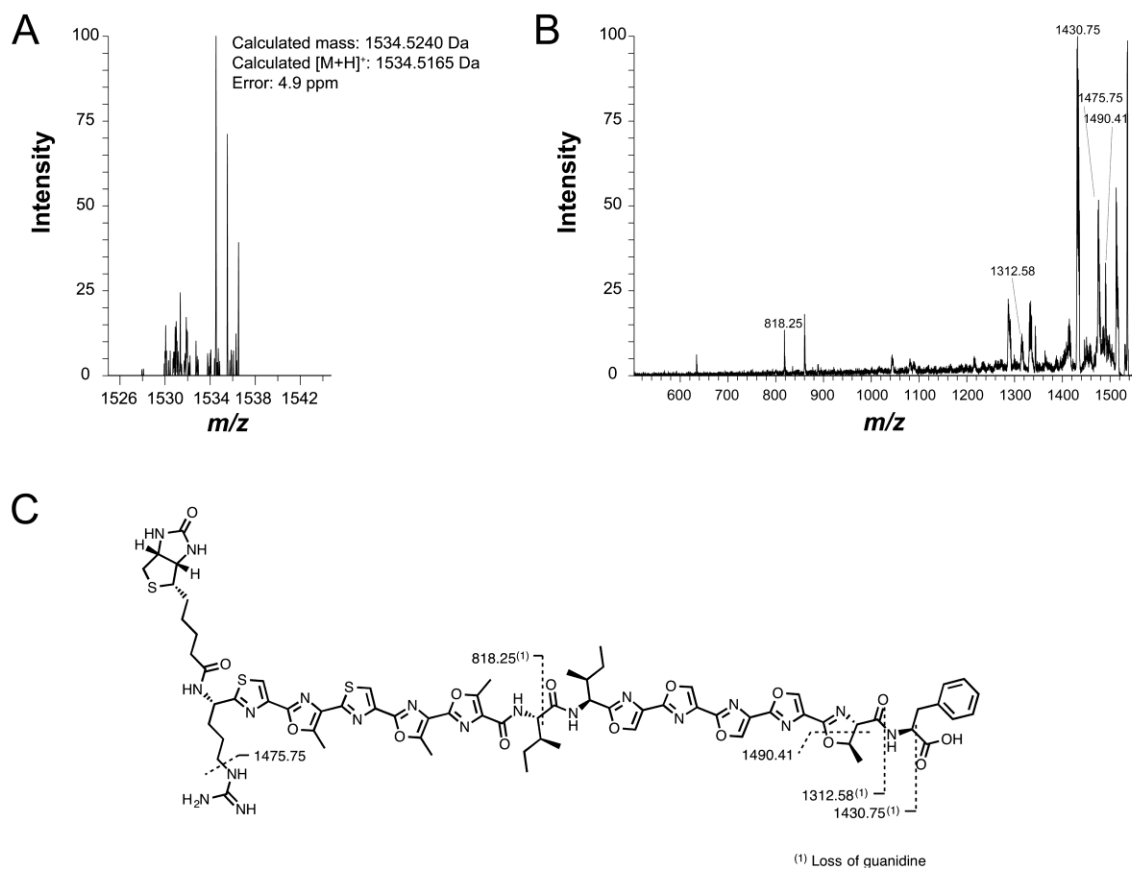 A
Calculated mass: 1534.5240 Da
Calculated [M+H]+: 1534.5165 Da
Error: 4.9 ppm
Intensity
100
75
50
25
0
1526 1530 1534 1538 1542
m/z
B
Intensity
100
75
50
25
0
1430.75
1475.75
1490.41
1312.58
818.25
600 700 800 900 1000 1100 1200 1300 1400 1500
m/z
C
O
HN
NH
H
H
S
O
HN
S
N
N
O
S
N
N
O
O
N
O
N
H
818.25(1)
O
N
H
N
O
O
N
N
O
O
N
N
O
O
N
H
O
OH
1475.75
NH
H2N
NH
1490.41
1312.58(1)
1430.75(1)
(1) Loss of guanidine